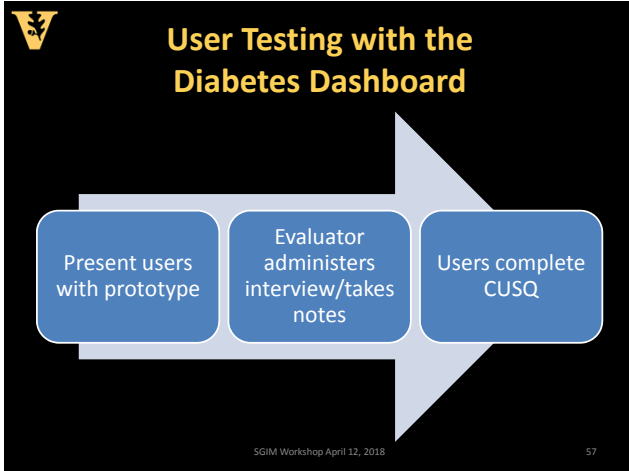 V
User Testing with the
Diabetes Dashboard
Present users
with prototype
Evaluator
administers
interview/takes
notes
Users complete
CUSQ
SGIM Workshop April 12, 2018
57